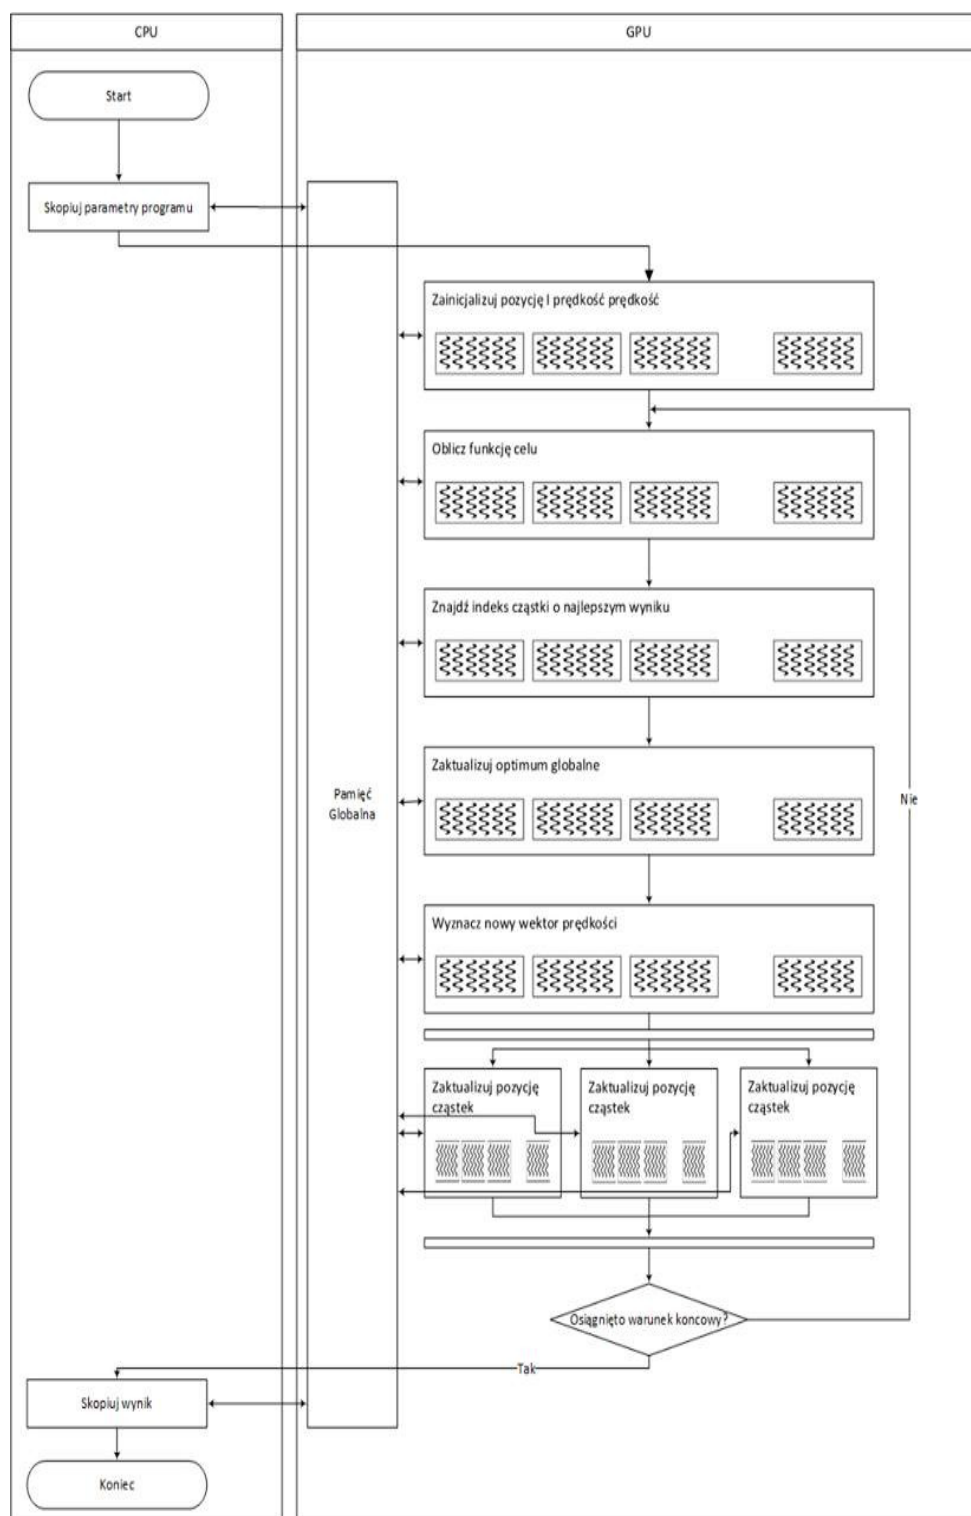 CPU
GPU
Start
Skopiuj parametry programu
Zainicjalizuj pozycję I prędkość prędkość
Oblicz funkcję celu
Znajdź indeks cząstki o najlepszym wyniku
Zaktualizuj optimum globalne
Pamięć
Globalna
Nie
Wyznacz nowy wektor prędkości
Zaktualizuj pozycję
cząstek
Zaktualizuj pozycję
cząstek
Zaktualizuj pozycję
cząstek
Osiągnięto warunek koncowy?
Tak
Skopiuj wynik
Koniec